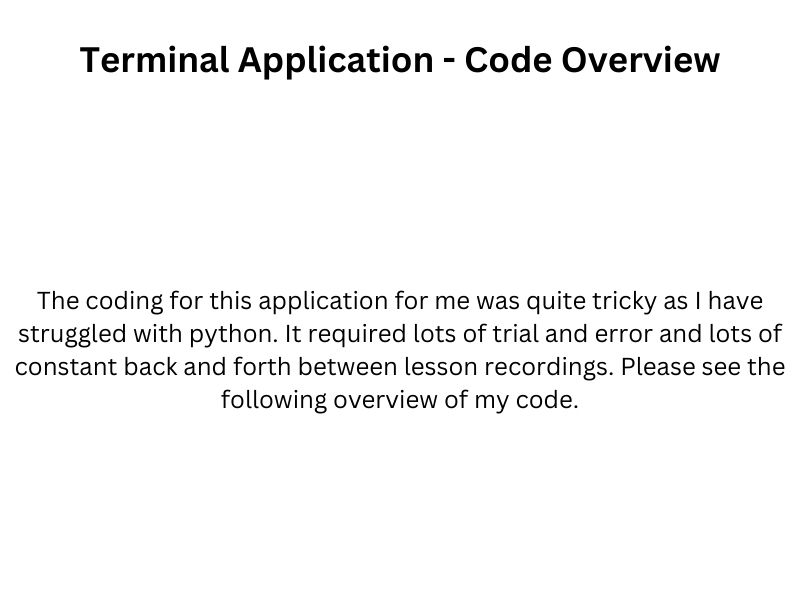 Terminal Application - Code Overview
The coding for this application for me was quite tricky as I have
struggled with python. It required lots of trial and error and lots of
constant back and forth between lesson recordings. Please see the
following overview of my code.